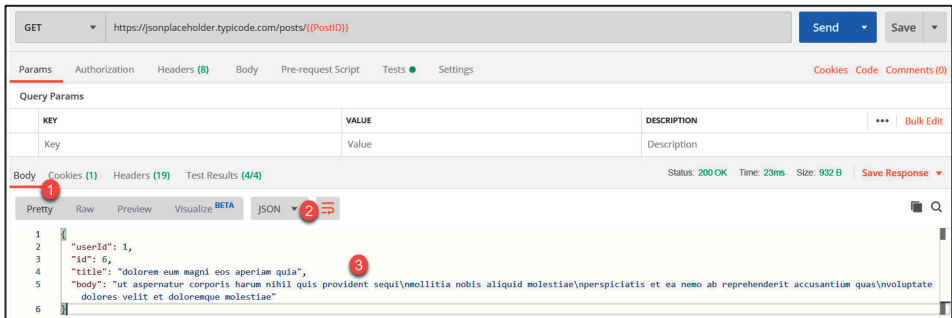 GET https://jsonplaceholder.typicode.com/posts/{{PostID}} Send Save
Params Authorization Headers (8) Body Pre-request Script Tests Settings Cookies Code Comments (0)
Query Params
KEY VALUE DESCRIPTION ••• Bulk Edit
Key Value Description
Body Cookies (1) Headers (19) Test Results (4/4) Status: 200 OK Time: 23ms Size: 932 B Save Response
1
Pretty Raw Preview Visualize BETA JSON 2
1 {
2 "userId": 1,
3 "id": 6,
4 "title": "dolorem eum magni eos aperiam quia",
3
5 "body": "ut aspernatur corporis harum nihil quis provident sequi\nmollitia nobis aliquid molestiae\nperspiciatis et ea nemo ab reprehenderit accusantium quas\nvoluptate
dolores velit et doloremque molestiae"
6 }